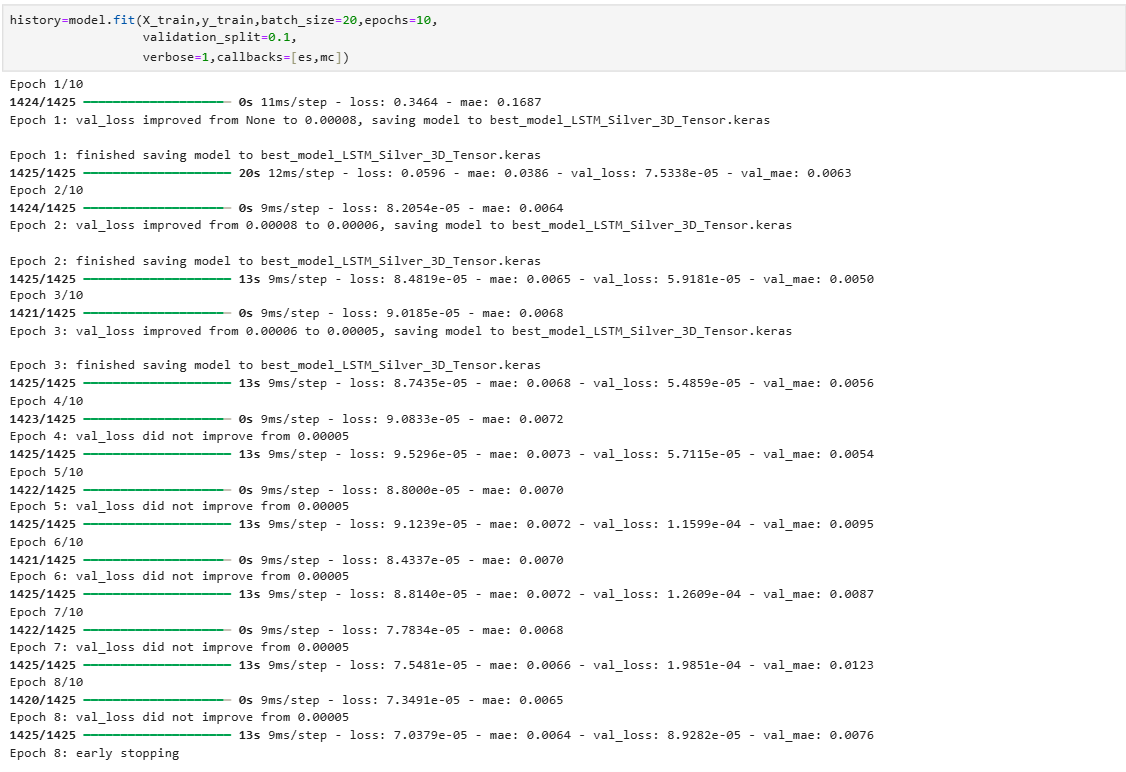 history=model.fit(X_train,y_train,batch_size=20,epochs=10,
validation_split=0.1,
verbose=1,callbacks=[es,mc])
Epoch 1/10
1424/1425 ━━━━━━━━━━━━━━━━━━━━ 0s 11ms/step - loss: 0.3464 - mae: 0.1687
Epoch 1: val_loss improved from None to 0.00008, saving model to best_model_LSTM_Silver_3D_Tensor.keras
Epoch 1: finished saving model to best_model_LSTM_Silver_3D_Tensor.keras
1425/1425 ━━━━━━━━━━━━━━━━━━━━ 20s 12ms/step - loss: 0.0596 - mae: 0.0386 - val_loss: 7.5338e-05 - val_mae: 0.0063
Epoch 2/10
1424/1425 ━━━━━━━━━━━━━━━━━━━━ 0s 9ms/step - loss: 8.2054e-05 - mae: 0.0064
Epoch 2: val_loss improved from 0.00008 to 0.00006, saving model to best_model_LSTM_Silver_3D_Tensor.keras
Epoch 2: finished saving model to best_model_LSTM_Silver_3D_Tensor.keras
1425/1425 ━━━━━━━━━━━━━━━━━━━━ 13s 9ms/step - loss: 8.4819e-05 - mae: 0.0065 - val_loss: 5.9181e-05 - val_mae: 0.0050
Epoch 3/10
1421/1425 ━━━━━━━━━━━━━━━━━━━━ 0s 9ms/step - loss: 9.0185e-05 - mae: 0.0068
Epoch 3: val_loss improved from 0.00006 to 0.00005, saving model to best_model_LSTM_Silver_3D_Tensor.keras
Epoch 3: finished saving model to best_model_LSTM_Silver_3D_Tensor.keras
1425/1425 ━━━━━━━━━━━━━━━━━━━━ 13s 9ms/step - loss: 8.7435e-05 - mae: 0.0068 - val_loss: 5.4859e-05 - val_mae: 0.0056
Epoch 4/10
1423/1425 ━━━━━━━━━━━━━━━━━━━━ 0s 9ms/step - loss: 9.0833e-05 - mae: 0.0072
Epoch 4: val_loss did not improve from 0.00005
1425/1425 ━━━━━━━━━━━━━━━━━━━━ 13s 9ms/step - loss: 9.5296e-05 - mae: 0.0073 - val_loss: 5.7115e-05 - val_mae: 0.0054
Epoch 5/10
1422/1425 ━━━━━━━━━━━━━━━━━━━━ 0s 9ms/step - loss: 8.8000e-05 - mae: 0.0070
Epoch 5: val_loss did not improve from 0.00005
1425/1425 ━━━━━━━━━━━━━━━━━━━━ 13s 9ms/step - loss: 9.1239e-05 - mae: 0.0072 - val_loss: 1.1599e-04 - val_mae: 0.0095
Epoch 6/10
1421/1425 ━━━━━━━━━━━━━━━━━━━━ 0s 9ms/step - loss: 8.4337e-05 - mae: 0.0070
Epoch 6: val_loss did not improve from 0.00005
1425/1425 ━━━━━━━━━━━━━━━━━━━━ 13s 9ms/step - loss: 8.8140e-05 - mae: 0.0072 - val_loss: 1.2609e-04 - val_mae: 0.0087
Epoch 7/10
1422/1425 ━━━━━━━━━━━━━━━━━━━━ 0s 9ms/step - loss: 7.7834e-05 - mae: 0.0068
Epoch 7: val_loss did not improve from 0.00005
1425/1425 ━━━━━━━━━━━━━━━━━━━━ 13s 9ms/step - loss: 7.5481e-05 - mae: 0.0066 - val_loss: 1.9851e-04 - val_mae: 0.0123
Epoch 8/10
1420/1425 ━━━━━━━━━━━━━━━━━━━━ 0s 9ms/step - loss: 7.3491e-05 - mae: 0.0065
Epoch 8: val_loss did not improve from 0.00005
1425/1425 ━━━━━━━━━━━━━━━━━━━━ 13s 9ms/step - loss: 7.0379e-05 - mae: 0.0064 - val_loss: 8.9282e-05 - val_mae: 0.0076
Epoch 8: early stopping